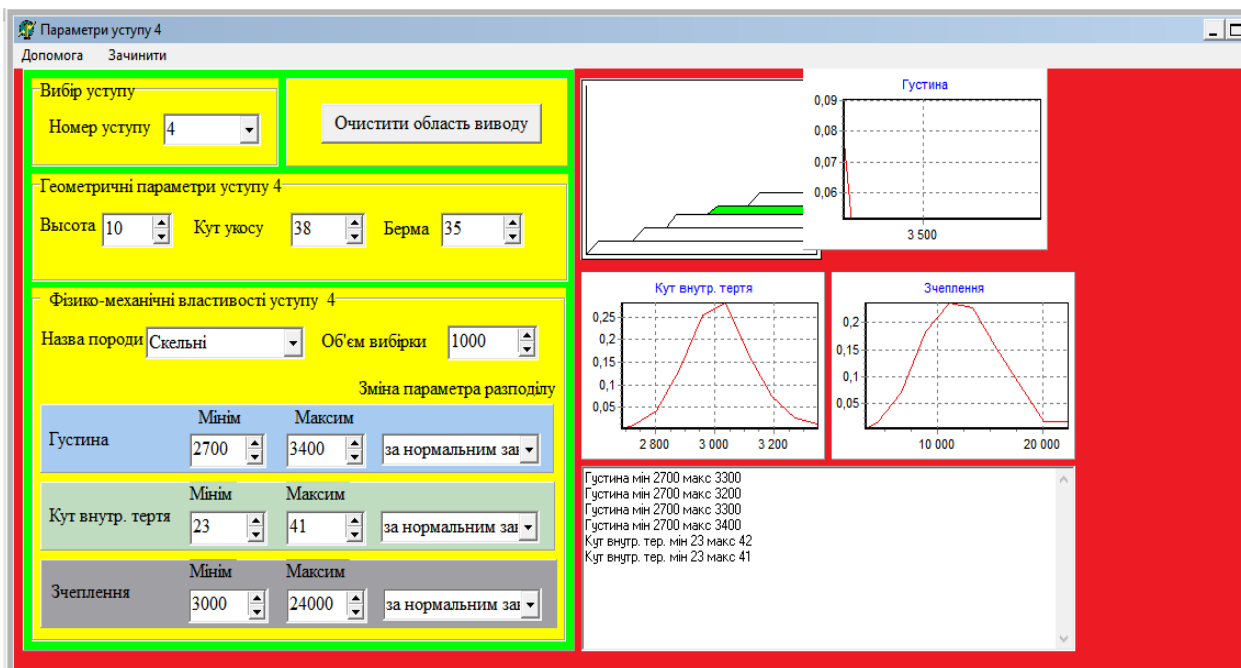 Параметри уступу 4
Допомога Зачинити
Вибір уступу
Номер уступу 4
Очистити область виводу
Геометричні параметри уступу 4
Высота 10 Кут укосу 38 Берма 35
Фізико-механічні властивості уступу 4
Назва породи Скельні Об'єм вибірки 1000
Зміна параметра разподілу
Мінім Максим
Густина 2700 3400 за нормальним зак
Мінім Максим
Кут внутр. тертя 23 41 за нормальним зак
Мінім Максим
Зчеплення 3000 24000 за нормальним зак
Густина
0,09
0,08
0,07
0,06
3 500
Кут внутр. тертя
0,25
0,2
0,15
0,1
0,05
2 800 3 000 3 200
Зчеплення
0,2
0,15
0,1
0,05
10 000 20 000
Густина мін 2700 макс 3300
Густина мін 2700 макс 3200
Густина мін 2700 макс 3300
Густина мін 2700 макс 3400
Кут внутр. тер. мін 23 макс 42
Кут внутр. тер. мін 23 макс 41